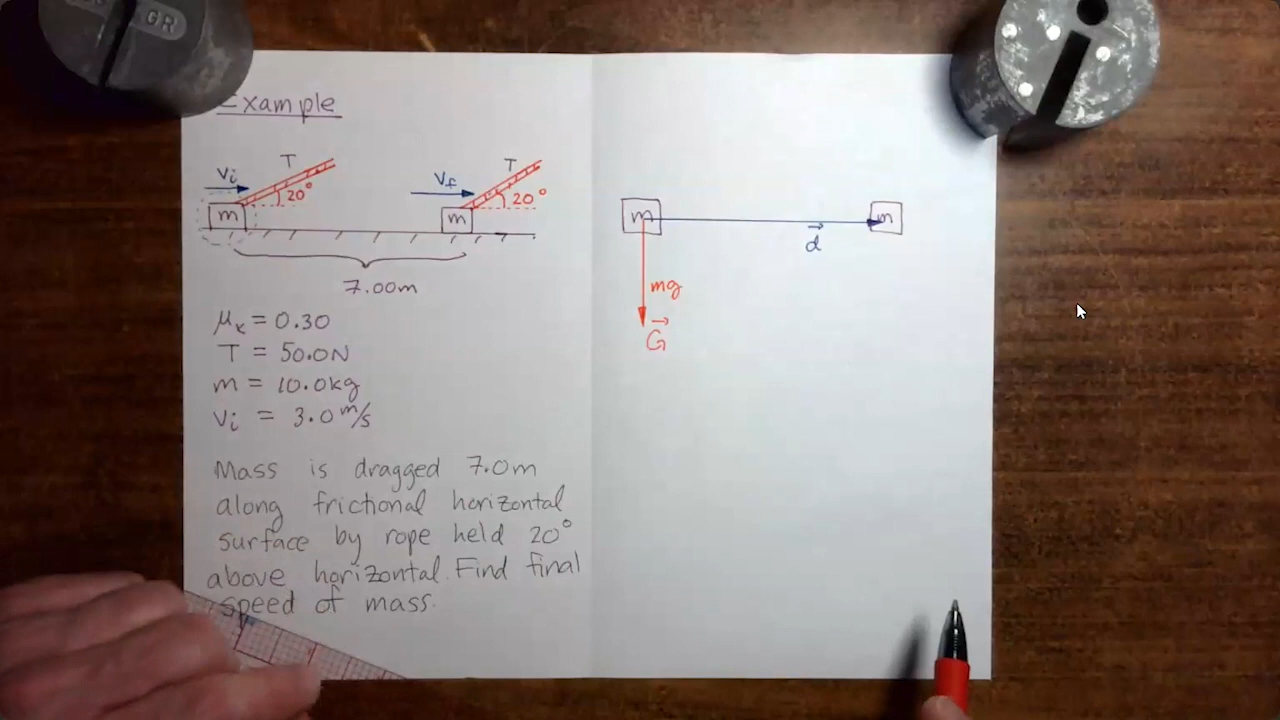 GR
Example
T
T
Vi
Vf
20°
20°
m
m
7.00m
μk = 0.30
T = 50.0N
m = 10.0kg
Vi = 3.0 m/s
Mass is dragged 7.0m
along frictional horizontal
surface by rope held 20°
above horizontal. Find final
speed of mass.
m
m
d
mg
G